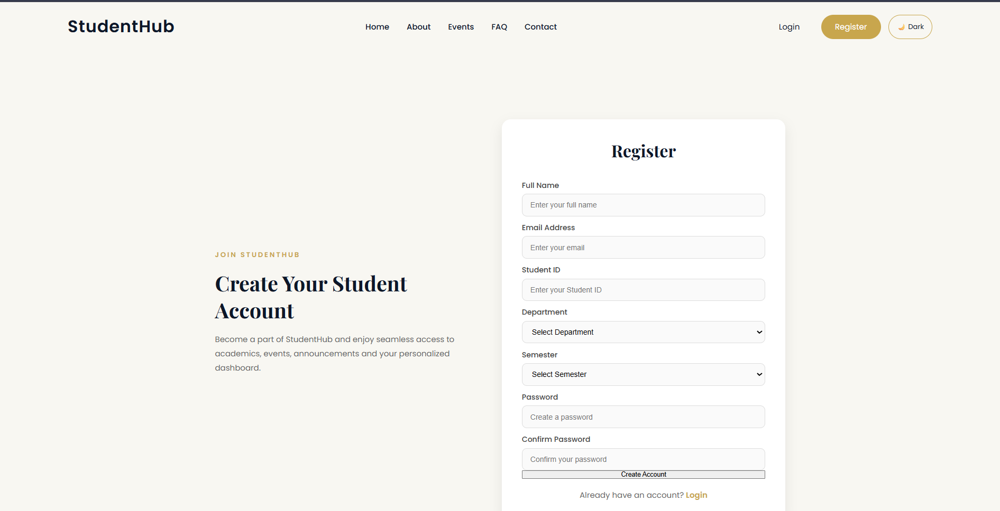 StudentHub
Home About Events FAQ Contact
Login Register 🌙 Dark
JOIN STUDENTHUB
Create Your Student
Account
Become a part of StudentHub and enjoy seamless access to
academics, events, announcements and your personalized
dashboard.
Register
Full Name
Enter your full name
Email Address
Enter your email
Student ID
Enter your Student ID
Department
Select Department
Semester
Select Semester
Password
Create a password
Confirm Password
Confirm your password
Create Account
Already have an account? Login